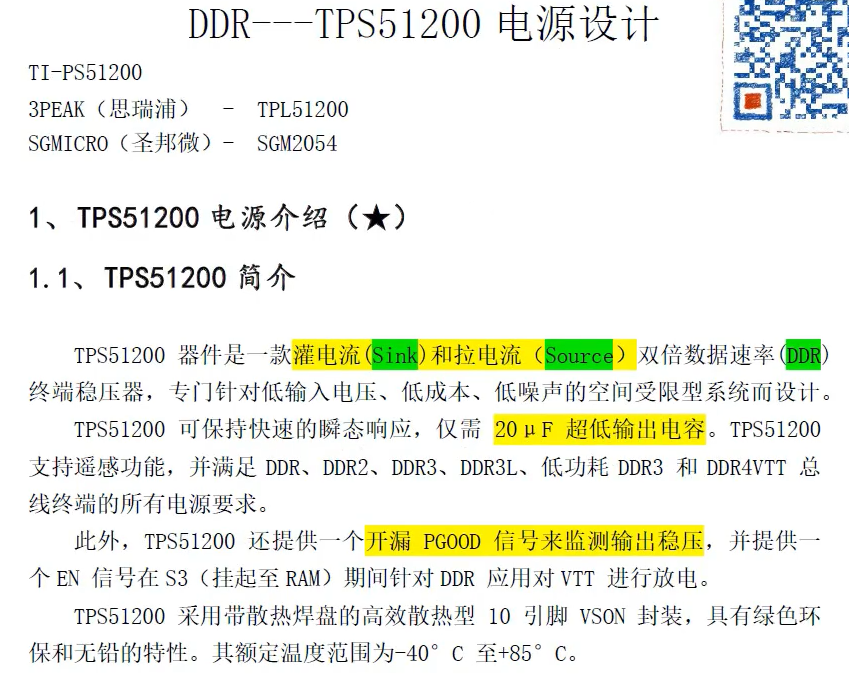 DDR---TPS51200 电源设计
TI-PS51200
3PEAK（思瑞浦） - TPL51200
SGMICRO（圣邦微）- SGM2054
1、TPS51200 电源介绍（★）
1.1、TPS51200 简介
TPS51200 器件是一款灌电流(Sink)和拉电流（Source）双倍数据速率(DDR)
终端稳压器，专门针对低输入电压、低成本、低噪声的空间受限型系统而设计。
TPS51200 可保持快速的瞬态响应，仅需 20μF 超低输出电容。TPS51200
支持遥感功能，并满足 DDR、DDR2、DDR3、DDR3L、低功耗 DDR3 和 DDR4VTT 总
线终端的所有电源要求。
此外，TPS51200 还提供一个开漏 PGOOD 信号来监测输出稳压，并提供一
个 EN 信号在 S3（挂起至 RAM）期间针对 DDR 应用对 VTT 进行放电。
TPS51200 采用带散热焊盘的高效散热型 10 引脚 VSON 封装，具有绿色环
保和无铅的特性。其额定温度范围为-40°C 至+85°C。